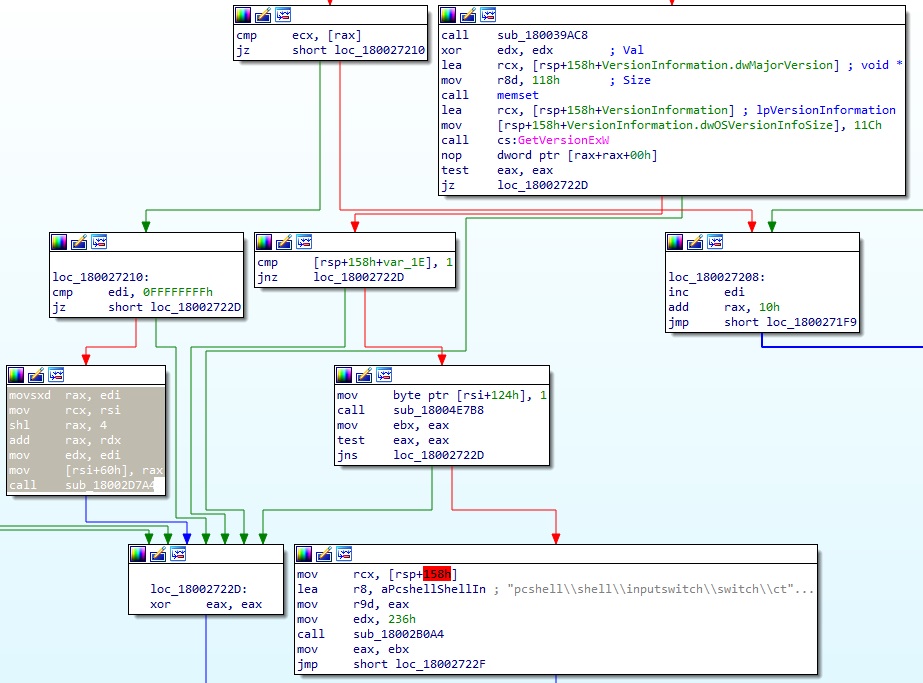 cmp     ecx, [rax]
jz      short loc_180027210
call    sub_180039AC8
xor     edx, edx        ; Val
lea     rcx, [rsp+158h+VersionInformation.dwMajorVersion] ; void *
mov     r8d, 118h       ; Size
call    memset
lea     rcx, [rsp+158h+VersionInformation] ; lpVersionInformation
mov     [rsp+158h+VersionInformation.dwOSVersionInfoSize], 11Ch
call    cs:GetVersionExW
nop     dword ptr [rax+rax+00h]
test    eax, eax
jz      loc_18002722D
loc_180027210:
cmp     edi, 0FFFFFFFFh
jz      short loc_18002722D
cmp     [rsp+158h+var_1E], 1
jnz     loc_18002722D
loc_180027208:
inc     edi
add     rax, 10h
jmp     short loc_1800271F9
movsxd  rax, edi
mov     rcx, rsi
shl     rax, 4
add     rax, rdx
mov     edx, edi
mov     [rsi+60h], rax
call    sub_18002D7A4
mov     byte ptr [rsi+124h], 1
call    sub_18004E7B8
mov     ebx, eax
test    eax, eax
jns     loc_18002722D
loc_18002722D:
xor     eax, eax
mov     rcx, [rsp+158h]
lea     r8, aPcshellShellIn ; "pcshell\\shell\\inputswitch\\switch\\ct"...
mov     r9d, eax
mov     edx, 236h
call    sub_18002B0A4
mov     eax, ebx
jmp     short loc_18002722F